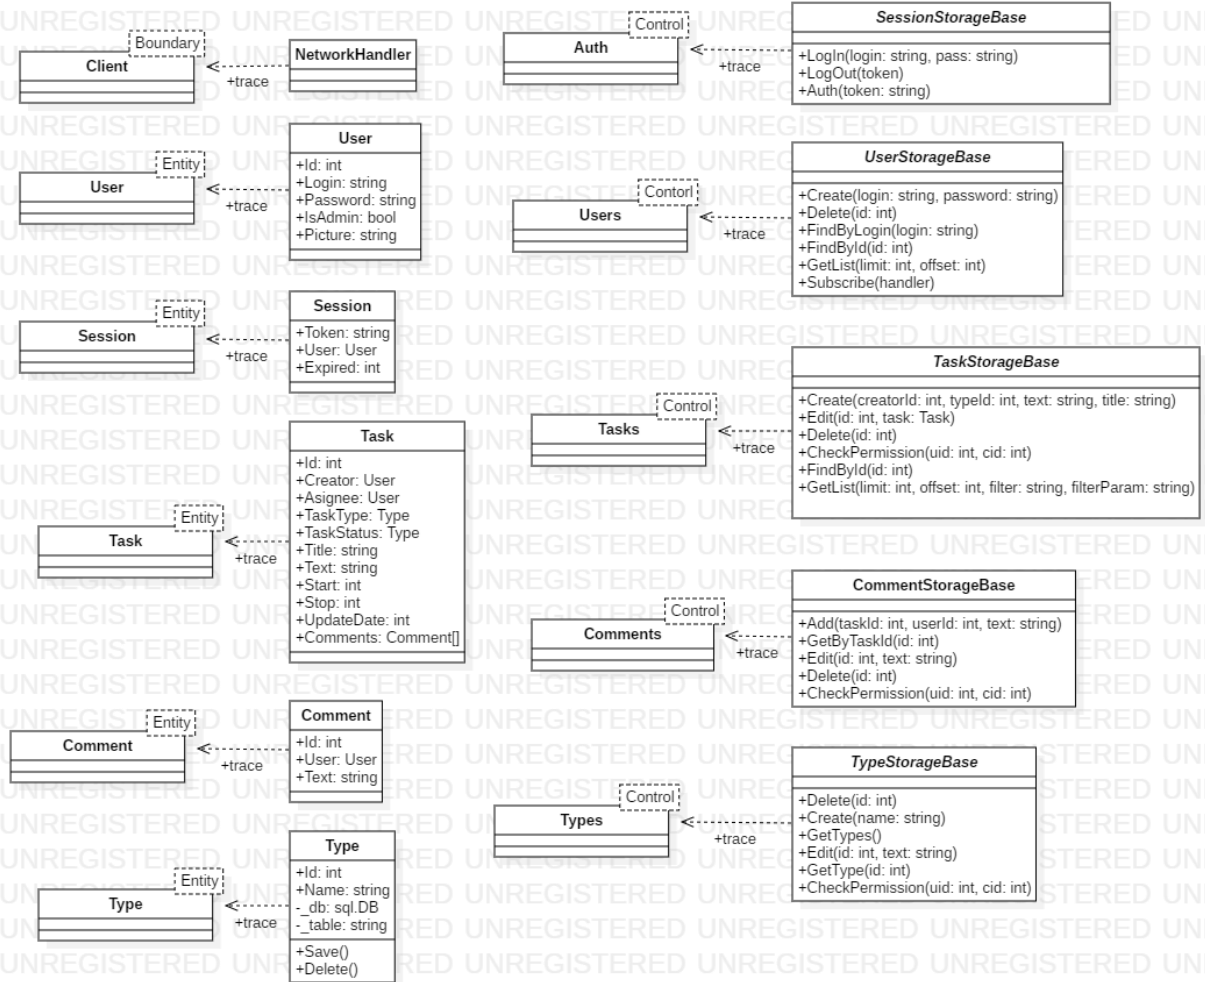 Boundary
Client
+trace
NetworkHandler
Entity
User
+trace
User
+Id: int
+Login: string
+Password: string
+IsAdmin: bool
+Picture: string
Entity
Session
+trace
Session
+Token: string
+User: User
+Expired: int
Entity
Task
+trace
Task
+Id: int
+Creator: User
+Asignee: User
+TaskType: Type
+TaskStatus: Type
+Title: string
+Text: string
+Start: int
+Stop: int
+UpdateDate: int
+Comments: Comment[]
Entity
Comment
+trace
Comment
+Id: int
+User: User
+Text: string
Entity
Type
+trace
Type
+Id: int
+Name: string
-_db: sql.DB
-_table: string
+Save()
+Delete()
Control
Auth
+trace
SessionStorageBase
+LogIn(login: string, pass: string)
+LogOut(token)
+Auth(token: string)
Contorl
Users
+trace
UserStorageBase
+Create(login: string, password: string)
+Delete(id: int)
+FindByLogin(login: string)
+FindById(id: int)
+GetList(limit: int, offset: int)
+Subscribe(handler)
Control
Tasks
+trace
TaskStorageBase
+Create(creatorId: int, typeId: int, text: string, title: string)
+Edit(id: int, task: Task)
+Delete(id: int)
+CheckPermission(uid: int, cid: int)
+FindById(id: int)
+GetList(limit: int, offset: int, filter: string, filterParam: string)
Control
Comments
+trace
CommentStorageBase
+Add(taskId: int, userId: int, text: string)
+GetByTaskId(id: int)
+Edit(id: int, text: string)
+Delete(id: int)
+CheckPermission(uid: int, cid: int)
Control
Types
+trace
TypeStorageBase
+Delete(id: int)
+Create(name: string)
+GetTypes()
+Edit(id: int, text: string)
+GetType(id: int)
+CheckPermission(uid: int, cid: int)
UNREGISTERED